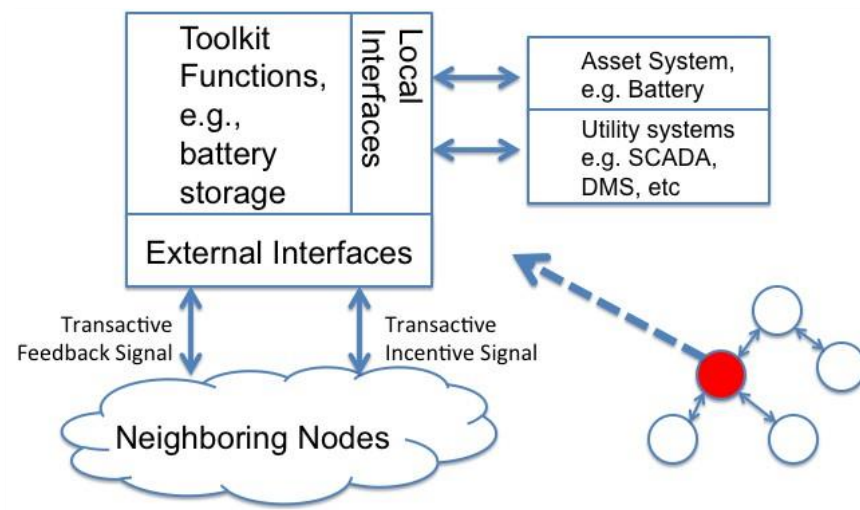 Toolkit
Functions,
e.g.,
battery
storage
Local
Interfaces
External Interfaces
Asset System,
e.g. Battery
Utility systems
e.g. SCADA,
DMS, etc
Transactive
Feedback Signal
Transactive
Incentive Signal
Neighboring Nodes